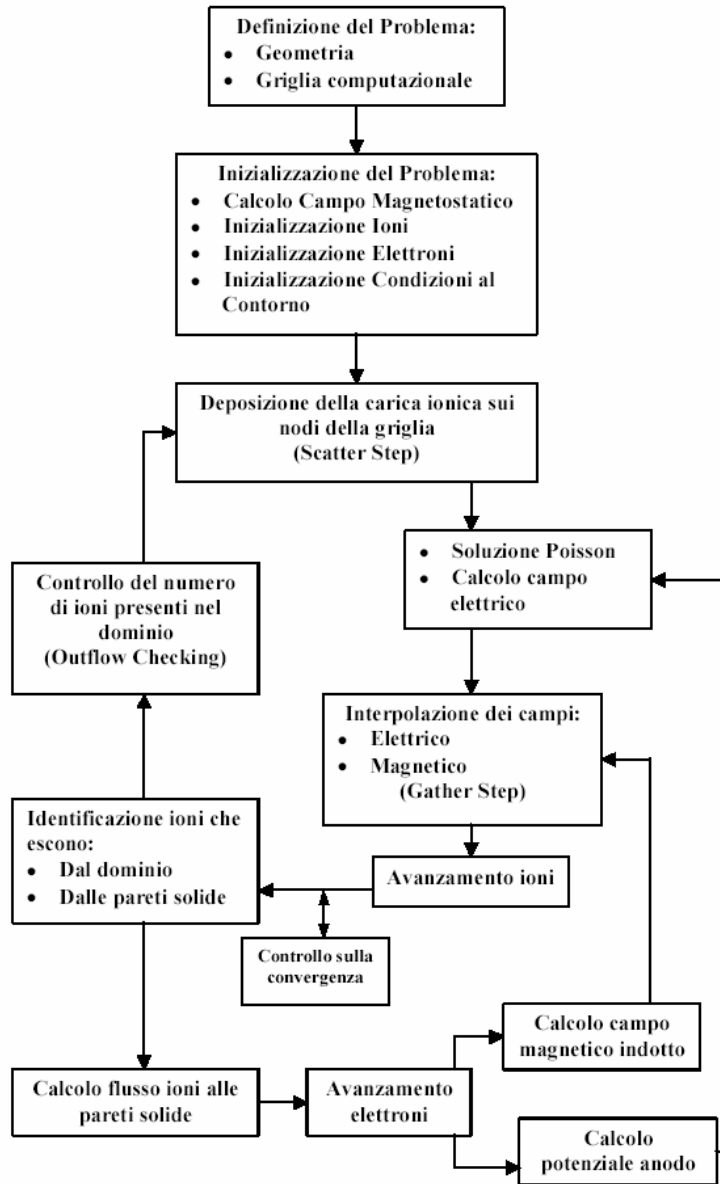 Definizione del Problema:
• Geometria
• Griglia computazionale
Inizializzazione del Problema:
• Calcolo Campo Magnetostatico
• Inizializzazione Ioni
• Inizializzazione Elettroni
• Inizializzazione Condizioni al
Contorno
Deposizione della carica ionica sui
nodi della griglia
(Scatter Step)
• Soluzione Poisson
• Calcolo campo
elettrico
Controllo del numero
di ioni presenti nel
dominio
(Outflow Checking)
Interpolazione dei campi:
• Elettrico
• Magnetico
(Gather Step)
Identificazione ioni che
escono:
• Dal dominio
• Dalle pareti solide
Avanzamento ioni
Controllo sulla
convergenza
Calcolo campo
magnetico indotto
Calcolo flusso ioni alle
pareti solide
Avanzamento
elettroni
Calcolo
potenziale anodo